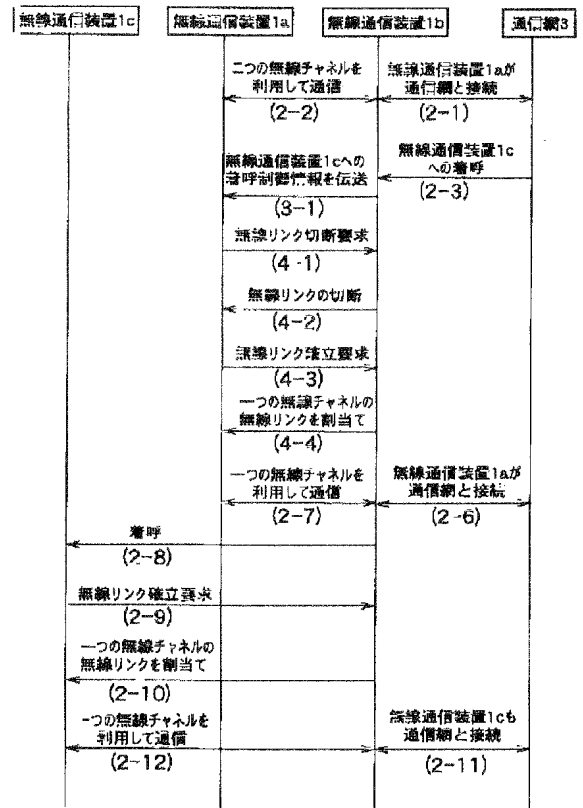 無線通信装置1c
無線通信装置1a
無線通信装置1b
通信網3
二つの無線チャネルを
利用して通信
(2-2)
無線通信装置1aが
通信網と接続
(2-1)
無線通信装置1c
への着呼
(2-3)
無線通信装置1cへの
着呼制御情報を伝送
(3-1)
無線リンク切断要求
(4-1)
無線リンクの切断
(4-2)
無線リンク確立要求
(4-3)
一つの無線チャネルの
無線リンクを割当て
(4-4)
一つの無線チャネルを
利用して通信
(2-7)
無線通信装置1aが
通信網と接続
(2-6)
着呼
(2-8)
無線リンク確立要求
(2-9)
一つの無線チャネルの
無線リンクを割当て
(2-10)
一つの無線チャネルを
利用して通信
(2-12)
無線通信装置1cも
通信網と接続
(2-11)